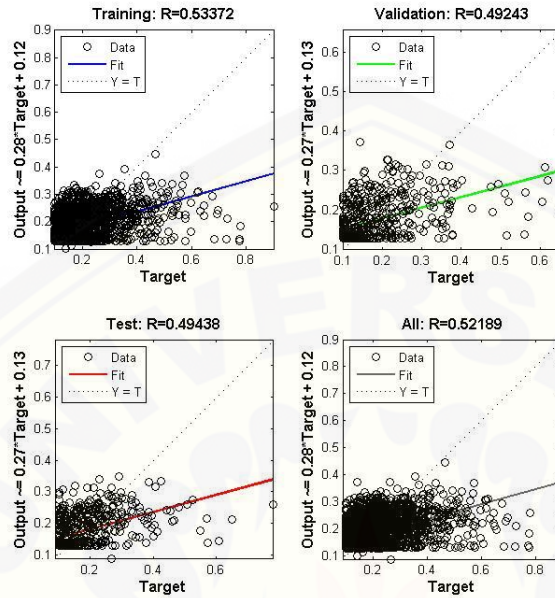 Training: R=0.53372
Output ~= 0.28*Target + 0.12
0.9
0.8
0.7
0.6
0.5
0.4
0.3
0.2
0.1
Data
Fit
Y = T
0.2 0.4 0.6 0.8
Target
Validation: R=0.49243
Output ~= 0.27*Target + 0.13
0.6
0.5
0.4
0.3
0.2
0.1
Data
Fit
Y = T
0.1 0.2 0.3 0.4 0.5 0.6
Target
Test: R=0.49438
Output ~= 0.27*Target + 0.13
0.7
0.6
0.5
0.4
0.3
0.2
0.1
Data
Fit
Y = T
0.2 0.4 0.6
Target
All: R=0.52189
Output ~= 0.28*Target + 0.12
0.9
0.8
0.7
0.6
0.5
0.4
0.3
0.2
0.1
Data
Fit
Y = T
0.2 0.4 0.6 0.8
Target